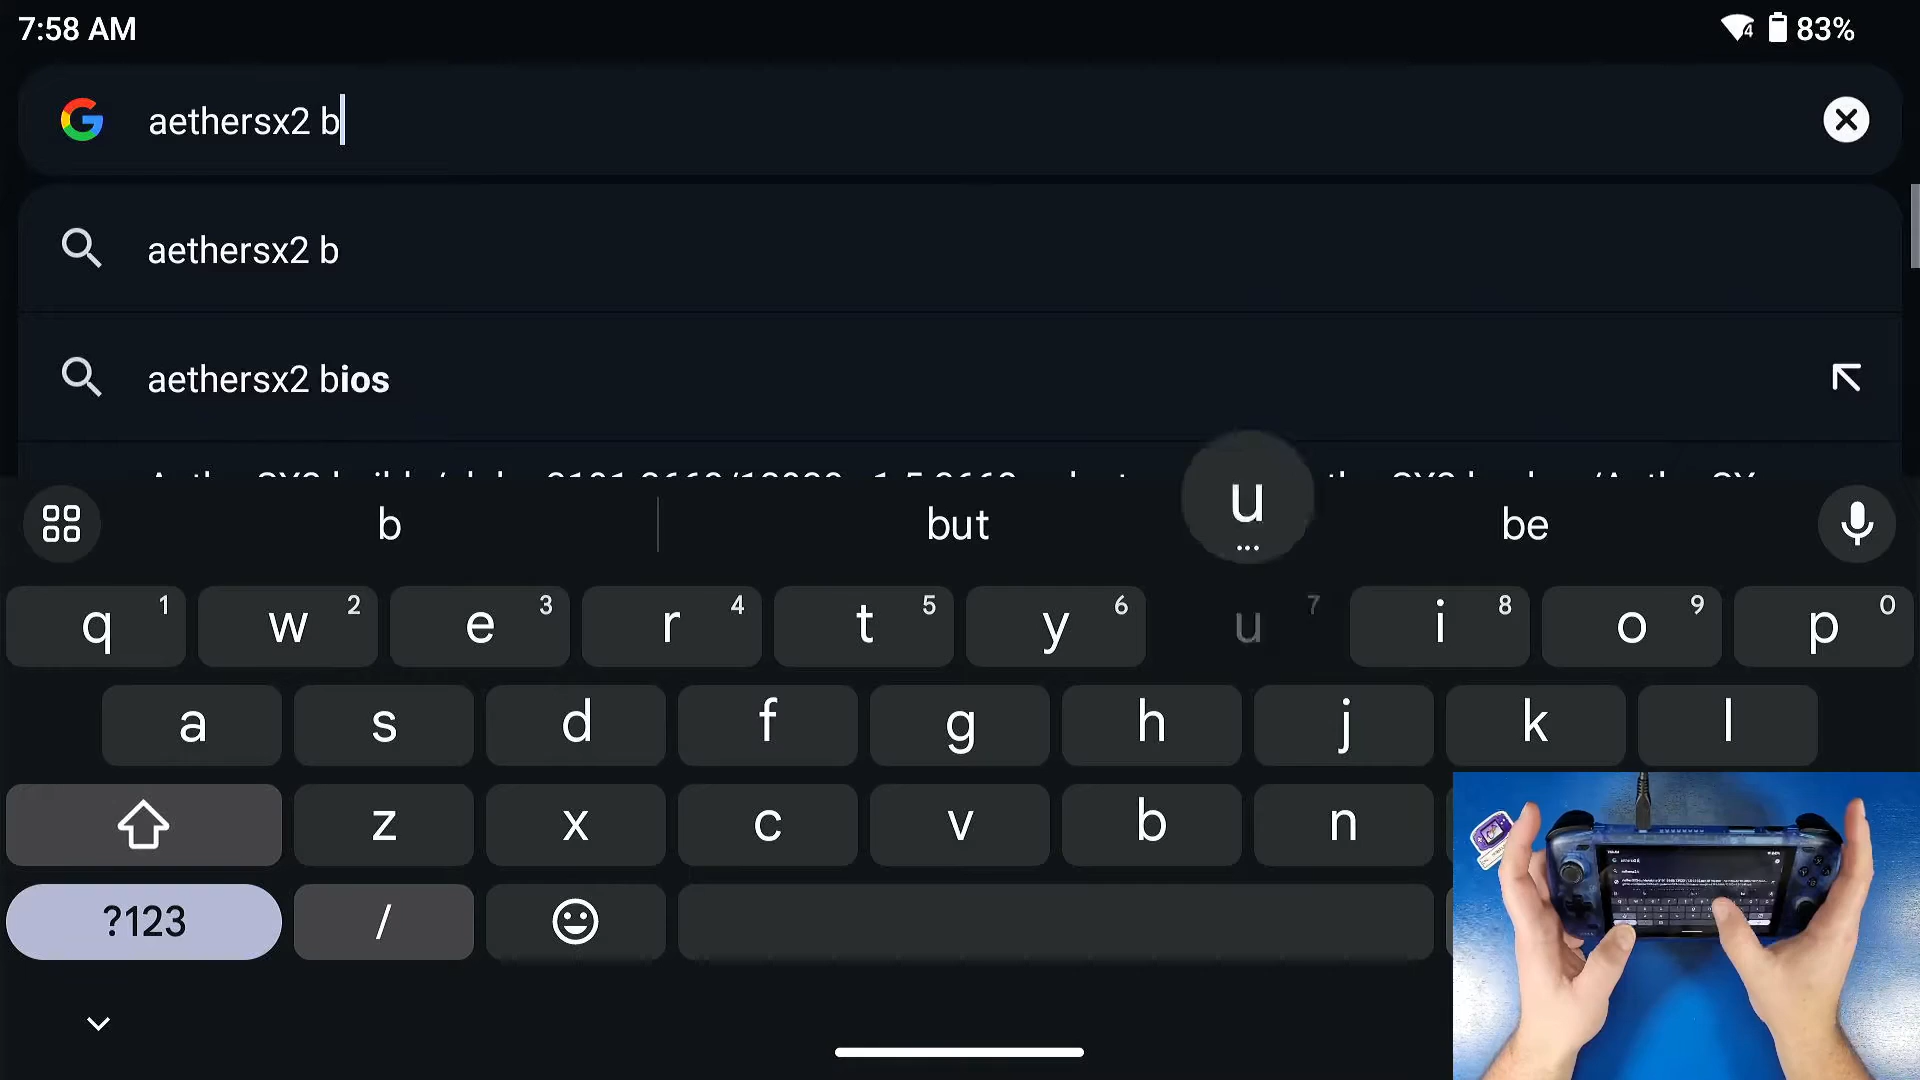 7:58 AM
4 83%
aethersx2 b
aethersx2 b
aethersx2 bios
b but u be
q 1 w 2 e 3 r 4 t 5 y 6 u 7 i 8 o 9 p 0
a s d f g h j k l
z x c v b n
?123 /